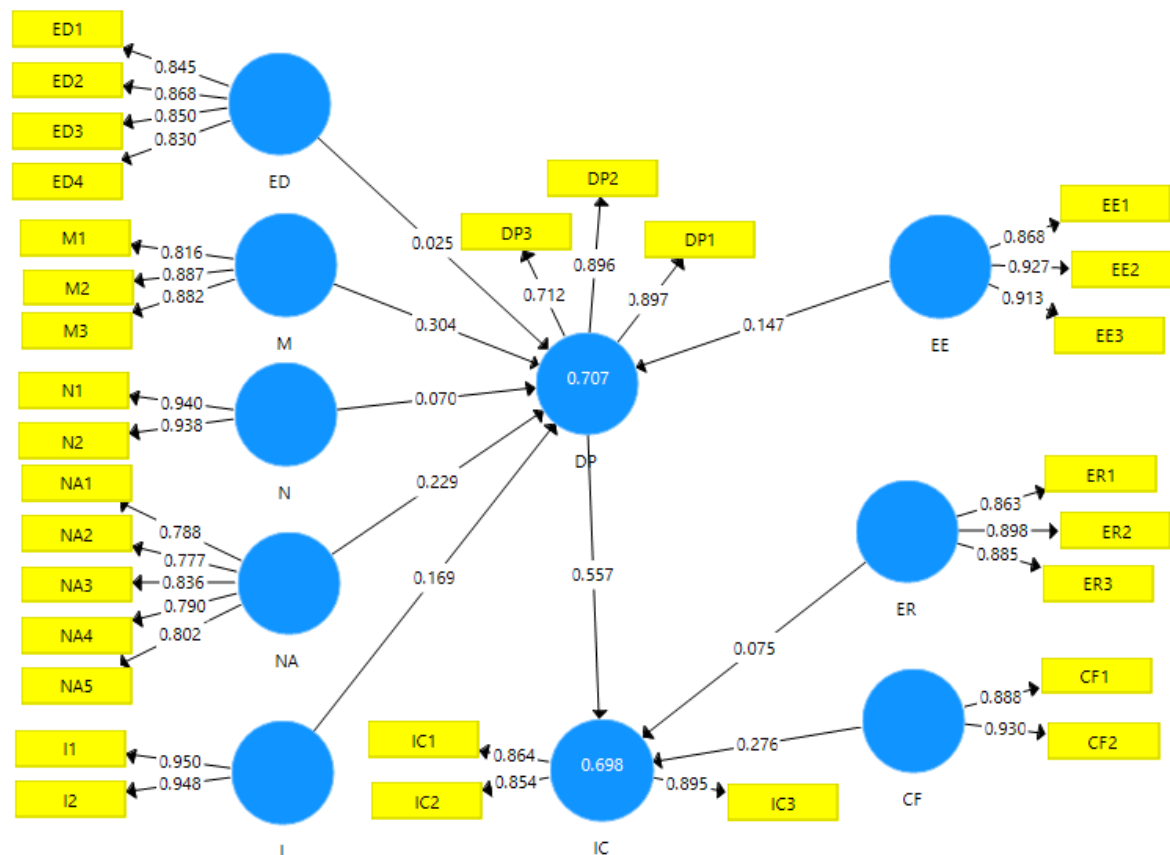 ED1
ED2
ED3
ED4
0.845
0.868
0.850
0.830
ED
M1
M2
M3
0.816
0.887
0.882
M
N1
N2
0.940
0.938
N
NA1
NA2
NA3
NA4
NA5
0.788
0.777
0.836
0.790
0.802
NA
I1
I2
0.950
0.948
I
0.025
0.304
0.070
0.229
0.169
DP3
DP2
DP1
0.712
0.896
0.897
0.707
DP
0.557
0.147
EE
0.868
0.927
0.913
EE1
EE2
EE3
ER
0.863
0.898
0.885
ER1
ER2
ER3
0.075
0.276
CF
0.888
0.930
CF1
CF2
IC1
IC2
0.864
0.854
0.698
0.895
IC3
IC